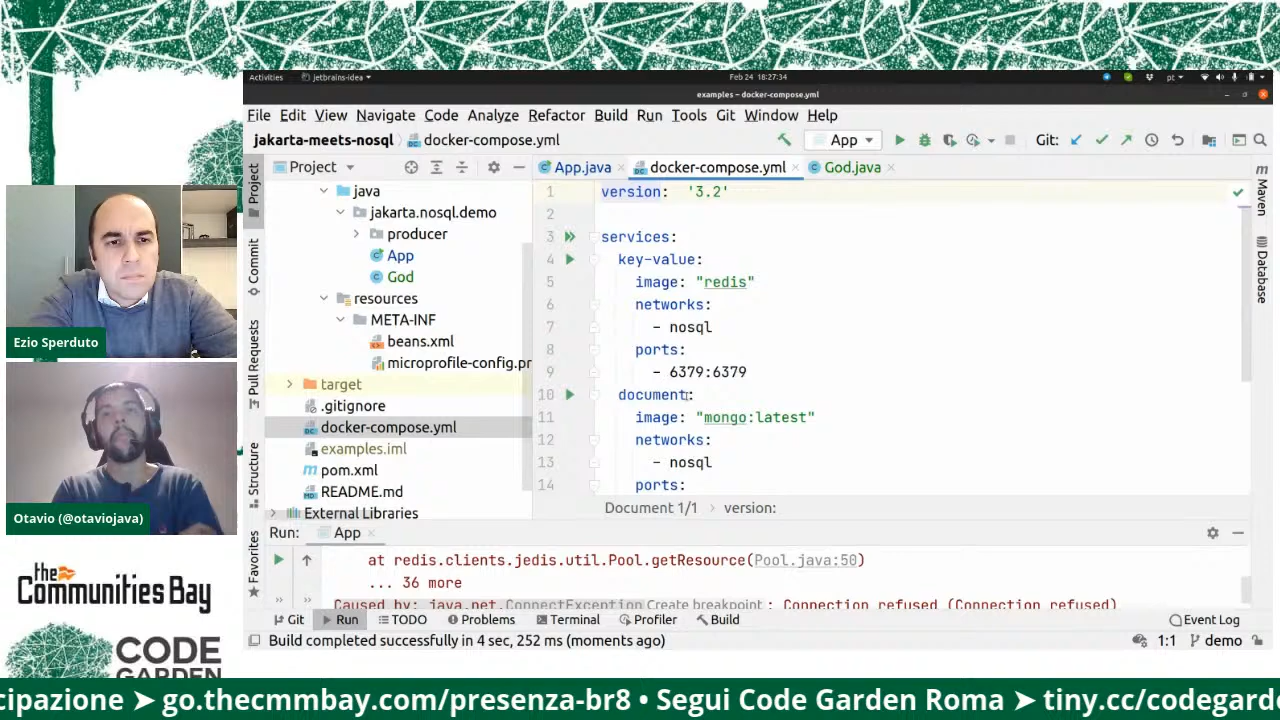 Activities
jetbrains-idea
Feb 24 18:27:34
pt
examples – docker-compose.yml
File Edit View Navigate Code Analyze Refactor Build Run Tools Git Window Help
jakarta-meets-nosql
docker-compose.yml
App
Git:
Project
App.java
docker-compose.yml
God.java
java
jakarta.nosql.demo
producer
App
God
resources
META-INF
beans.xml
microprofile-config.pr
target
.gitignore
docker-compose.yml
examples.iml
pom.xml
README.md
External Libraries
1 version: '3.2'
2
3 services:
4 key-value:
5 image: "redis"
6 networks:
7 - nosql
8 ports:
9 - 6379:6379
10 document:
11 image: "mongo:latest"
12 networks:
13 - nosql
14 ports:
Document 1/1 › version:
Project
Commit
Pull Requests
Structure
Favorites
Maven
Database
Run: App
at redis.clients.jedis.util.Pool.getResource(Pool.java:50)
... 36 more
Caused by: java.net.ConnectException Create breakpoint : Connection refused (Connection refused)
Git Run TODO Problems Terminal Profiler Build
Event Log
Build completed successfully in 4 sec, 252 ms (moments ago)
1:1
demo
Ezio Sperduto
Otavio (@otaviojava)
the
Communities Bay
CODE
GARDEN
cipazione ➤ go.thecmmbay.com/presenza-br8 • Segui Code Garden Roma ➤ tiny.cc/codegard